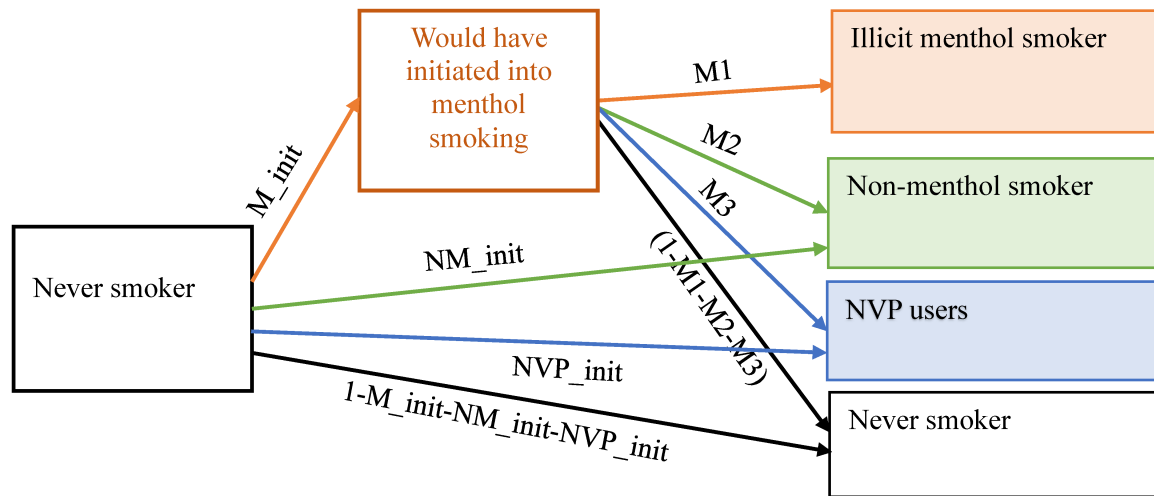 Would have
initiated into
menthol
smoking
Illicit menthol smoker
M1
M2
M3
Non-menthol smoker
M_init
NM_init
(1-M1-M2-M3)
Never smoker
NVP users
NVP_init
1-M_init-NM_init-NVP_init
Never smoker